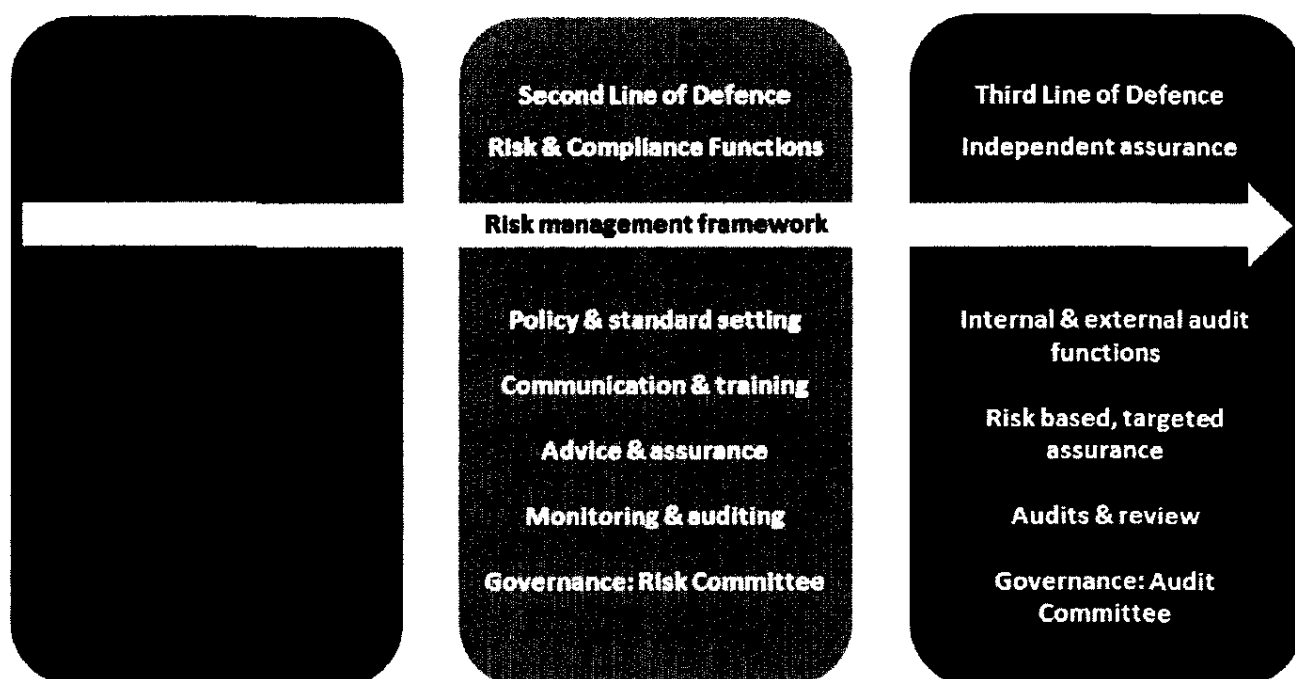 Second Line of Defence
Risk & Compliance Functions
Third Line of Defence
Independent assurance
Risk management framework
Policy & standard setting
Communication & training
Advice & assurance
Monitoring & auditing
Governance: Risk Committee
Internal & external audit
functions
Risk based, targeted
assurance
Audits & review
Governance: Audit
Committee